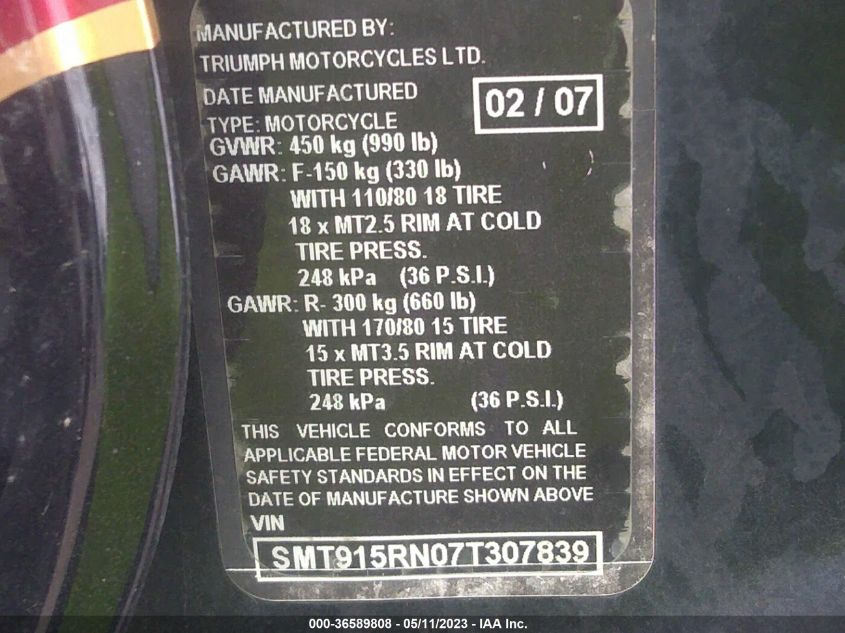 MANUFACTURED BY:
TRIUMPH MOTORCYCLES LTD.
DATE MANUFACTURED 02 / 07
TYPE: MOTORCYCLE
GVWR: 450 kg (990 lb)
GAWR: F-150 kg (330 lb)
WITH 110/80 18 TIRE
18 x MT2.5 RIM AT COLD
TIRE PRESS.
248 kPa (36 P.S.I.)
GAWR: R- 300 kg (660 lb)
WITH 170/80 15 TIRE
15 x MT3.5 RIM AT COLD
TIRE PRESS.
248 kPa (36 P.S.I.)
THIS VEHICLE CONFORMS TO ALL
APPLICABLE FEDERAL MOTOR VEHICLE
SAFETY STANDARDS IN EFFECT ON THE
DATE OF MANUFACTURE SHOWN ABOVE
VIN
SMT915RN07T307839
000-36589808 - 05/11/2023 - IAA Inc.